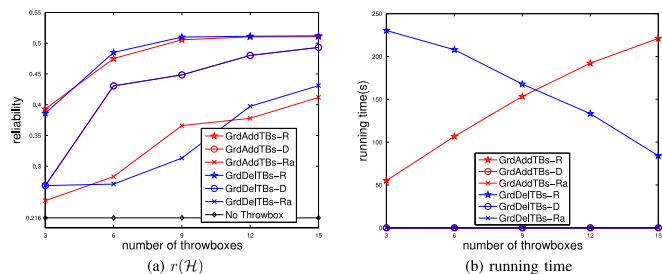 0.55
0.5
0.45
0.4
0.35
0.3
0.216
reliability
3
6
9
12
15
number of throwboxes
GrdAddTBs-R
GrdAddTBs-D
GrdAddTBs-Ra
GrdDelTBs-R
GrdDelTBs-D
GrdDelTBs-Ra
No Throwbox
(a) r(ℋ)
250
200
150
100
50
0
running time(s)
3
6
9
12
15
number of throwboxes
GrdAddTBs-R
GrdAddTBs-D
GrdAddTBs-Ra
GrdDelTBs-R
GrdDelTBs-D
GrdDelTBs-Ra
(b) running time